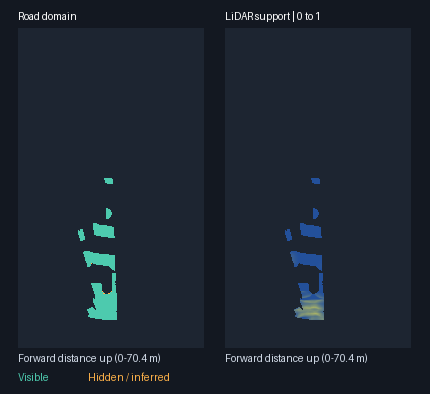 Road domain
LiDAR support | 0 to 1
Forward distance up (0-70.4 m)
Forward distance up (0-70.4 m)
Visible
Hidden / inferred